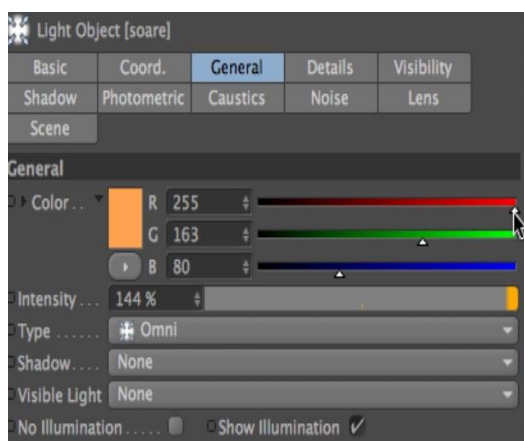 Light Object [soare]
Basic Coord. General Details Visibility
Shadow Photometric Caustics Noise Lens
Scene
General
Color . . R 255
G 163
B 80
Intensity . . . 144 %
Type . . . . . . Omni
Shadow. . . . None
Visible Light None
No Illumination . . . . . Show Illumination ✓